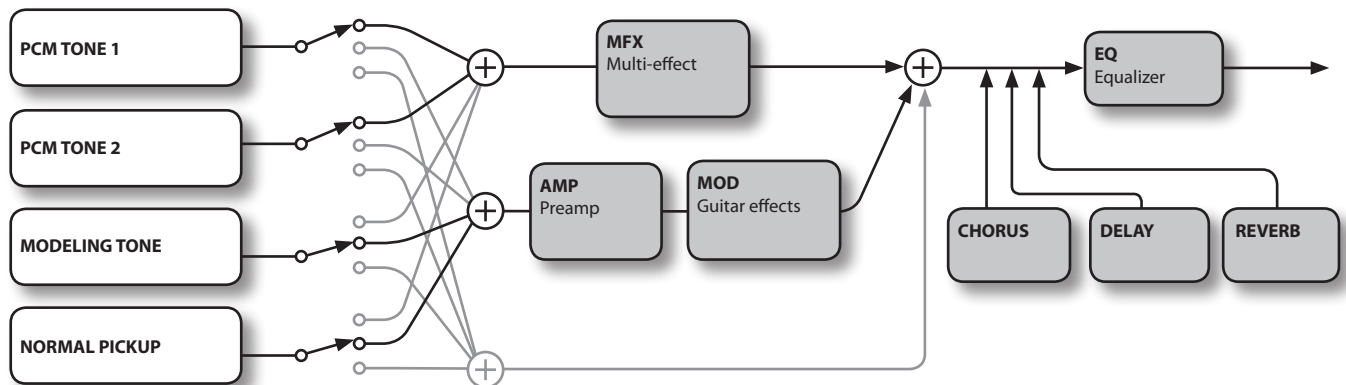 PCM TONE 1
PCM TONE 2
MODELING TONE
NORMAL PICKUP
MFX
Multi-effect
AMP
Preamp
MOD
Guitar effects
EQ
Equalizer
CHORUS
DELAY
REVERB